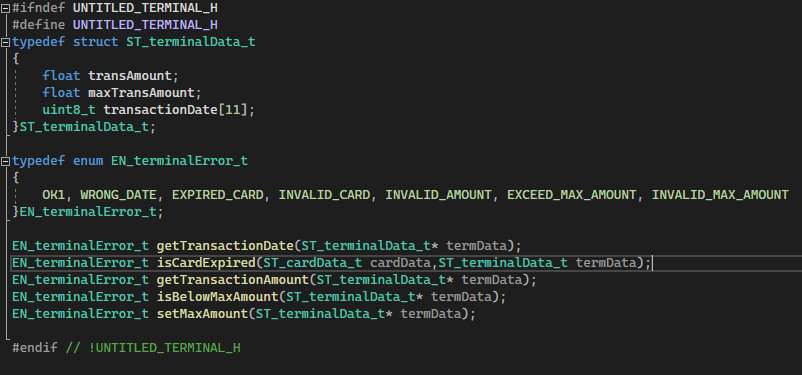 #ifndef UNTITLED_TERMINAL_H
#define UNTITLED_TERMINAL_H
typedef struct ST_terminalData_t
{
    float transAmount;
    float maxTransAmount;
    uint8_t transactionDate[11];
}ST_terminalData_t;

typedef enum EN_terminalError_t
{
    OK1, WRONG_DATE, EXPIRED_CARD, INVALID_CARD, INVALID_AMOUNT, EXCEED_MAX_AMOUNT, INVALID_MAX_AMOUNT
}EN_terminalError_t;

EN_terminalError_t getTransactionDate(ST_terminalData_t* termData);
EN_terminalError_t isCardExpired(ST_cardData_t cardData,ST_terminalData_t termData);
EN_terminalError_t getTransactionAmount(ST_terminalData_t* termData);
EN_terminalError_t isBelowMaxAmount(ST_terminalData_t* termData);
EN_terminalError_t setMaxAmount(ST_terminalData_t* termData);

#endif // !UNTITLED_TERMINAL_H